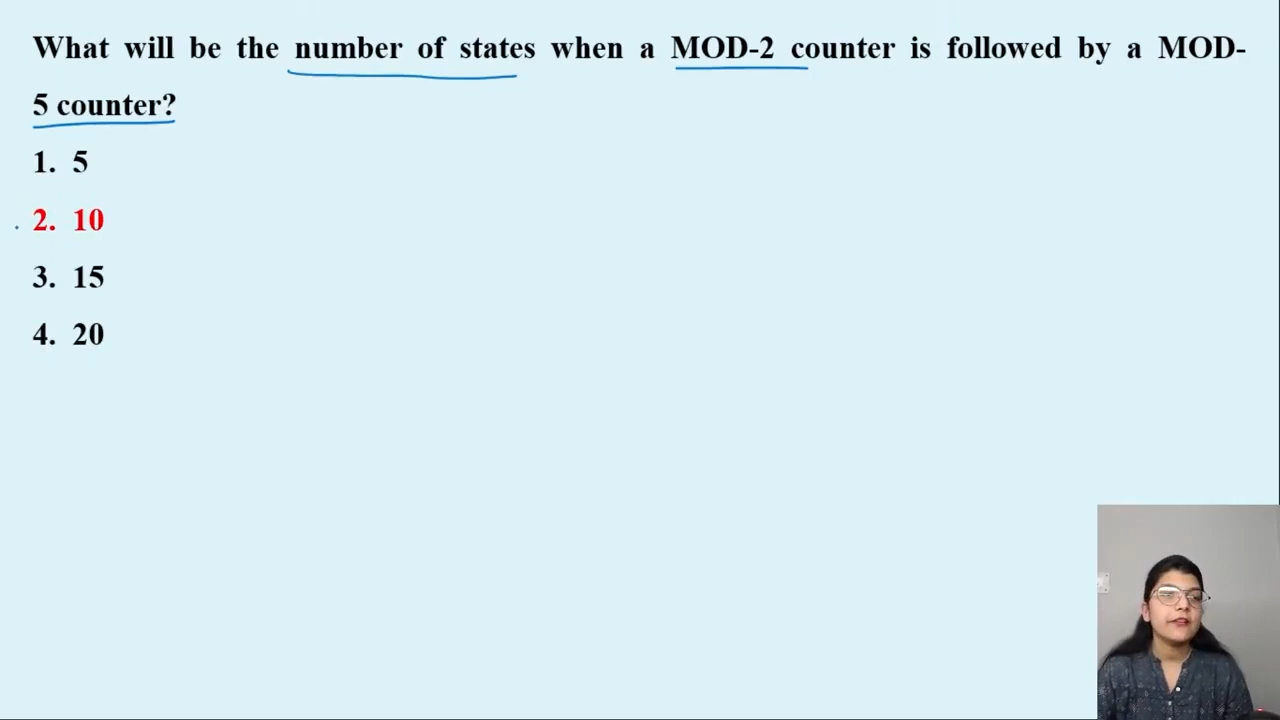 What will be the number of states when a MOD-2 counter is followed by a MOD-
5 counter?
1. 5
2. 10
3. 15
4. 20